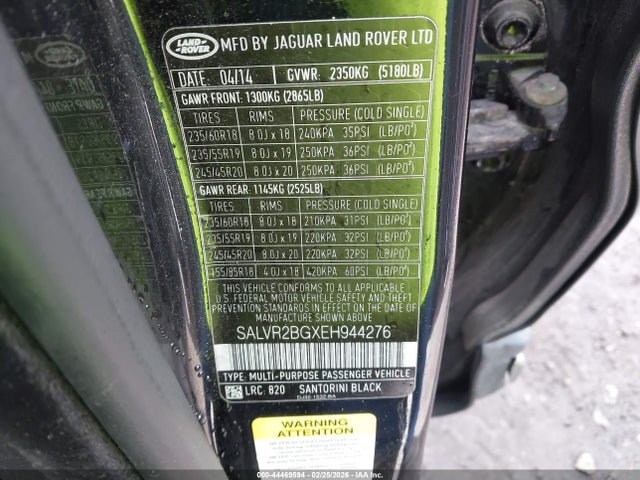 LAND ROVER
MFD BY JAGUAR LAND ROVER LTD
DATE: 04/14 GVWR: 2350KG (5180LB)
GAWR FRONT: 1300KG (2865LB)
TIRES RIMS PRESSURE (COLD SINGLE)
235/60R18 8.0J x 18 240KPA 35PSI (LB/PO²)
235/55R19 8.0J x 19 250KPA 36PSI (LB/PO²)
245/45R20 8.0J x 20 250KPA 36PSI (LB/PO²)
GAWR REAR: 1145KG (2525LB)
TIRES RIMS PRESSURE (COLD SINGLE)
235/60R18 8.0J x 18 210KPA 31PSI (LB/PO²)
235/55R19 8.0J x 19 220KPA 32PSI (LB/PO²)
245/45R20 8.0J x 20 220KPA 32PSI (LB/PO²)
155/85R18 4.0J x 18 420KPA 60PSI (LB/PO²)
THIS VEHICLE CONFORMS TO ALL APPLICABLE
U.S. FEDERAL MOTOR VEHICLE SAFETY AND THEFT
PREVENTION STANDARDS IN EFFECT ON THE DATE OF
MANUFACTURE SHOWN ABOVE.
SALVR2BGXEH944276
TYPE: MULTI-PURPOSE PASSENGER VEHICLE
LRC: 820 SANTORINI BLACK
WARNING
ATTENTION
© - 44469594 - 02/25/2026 - IAA Inc.